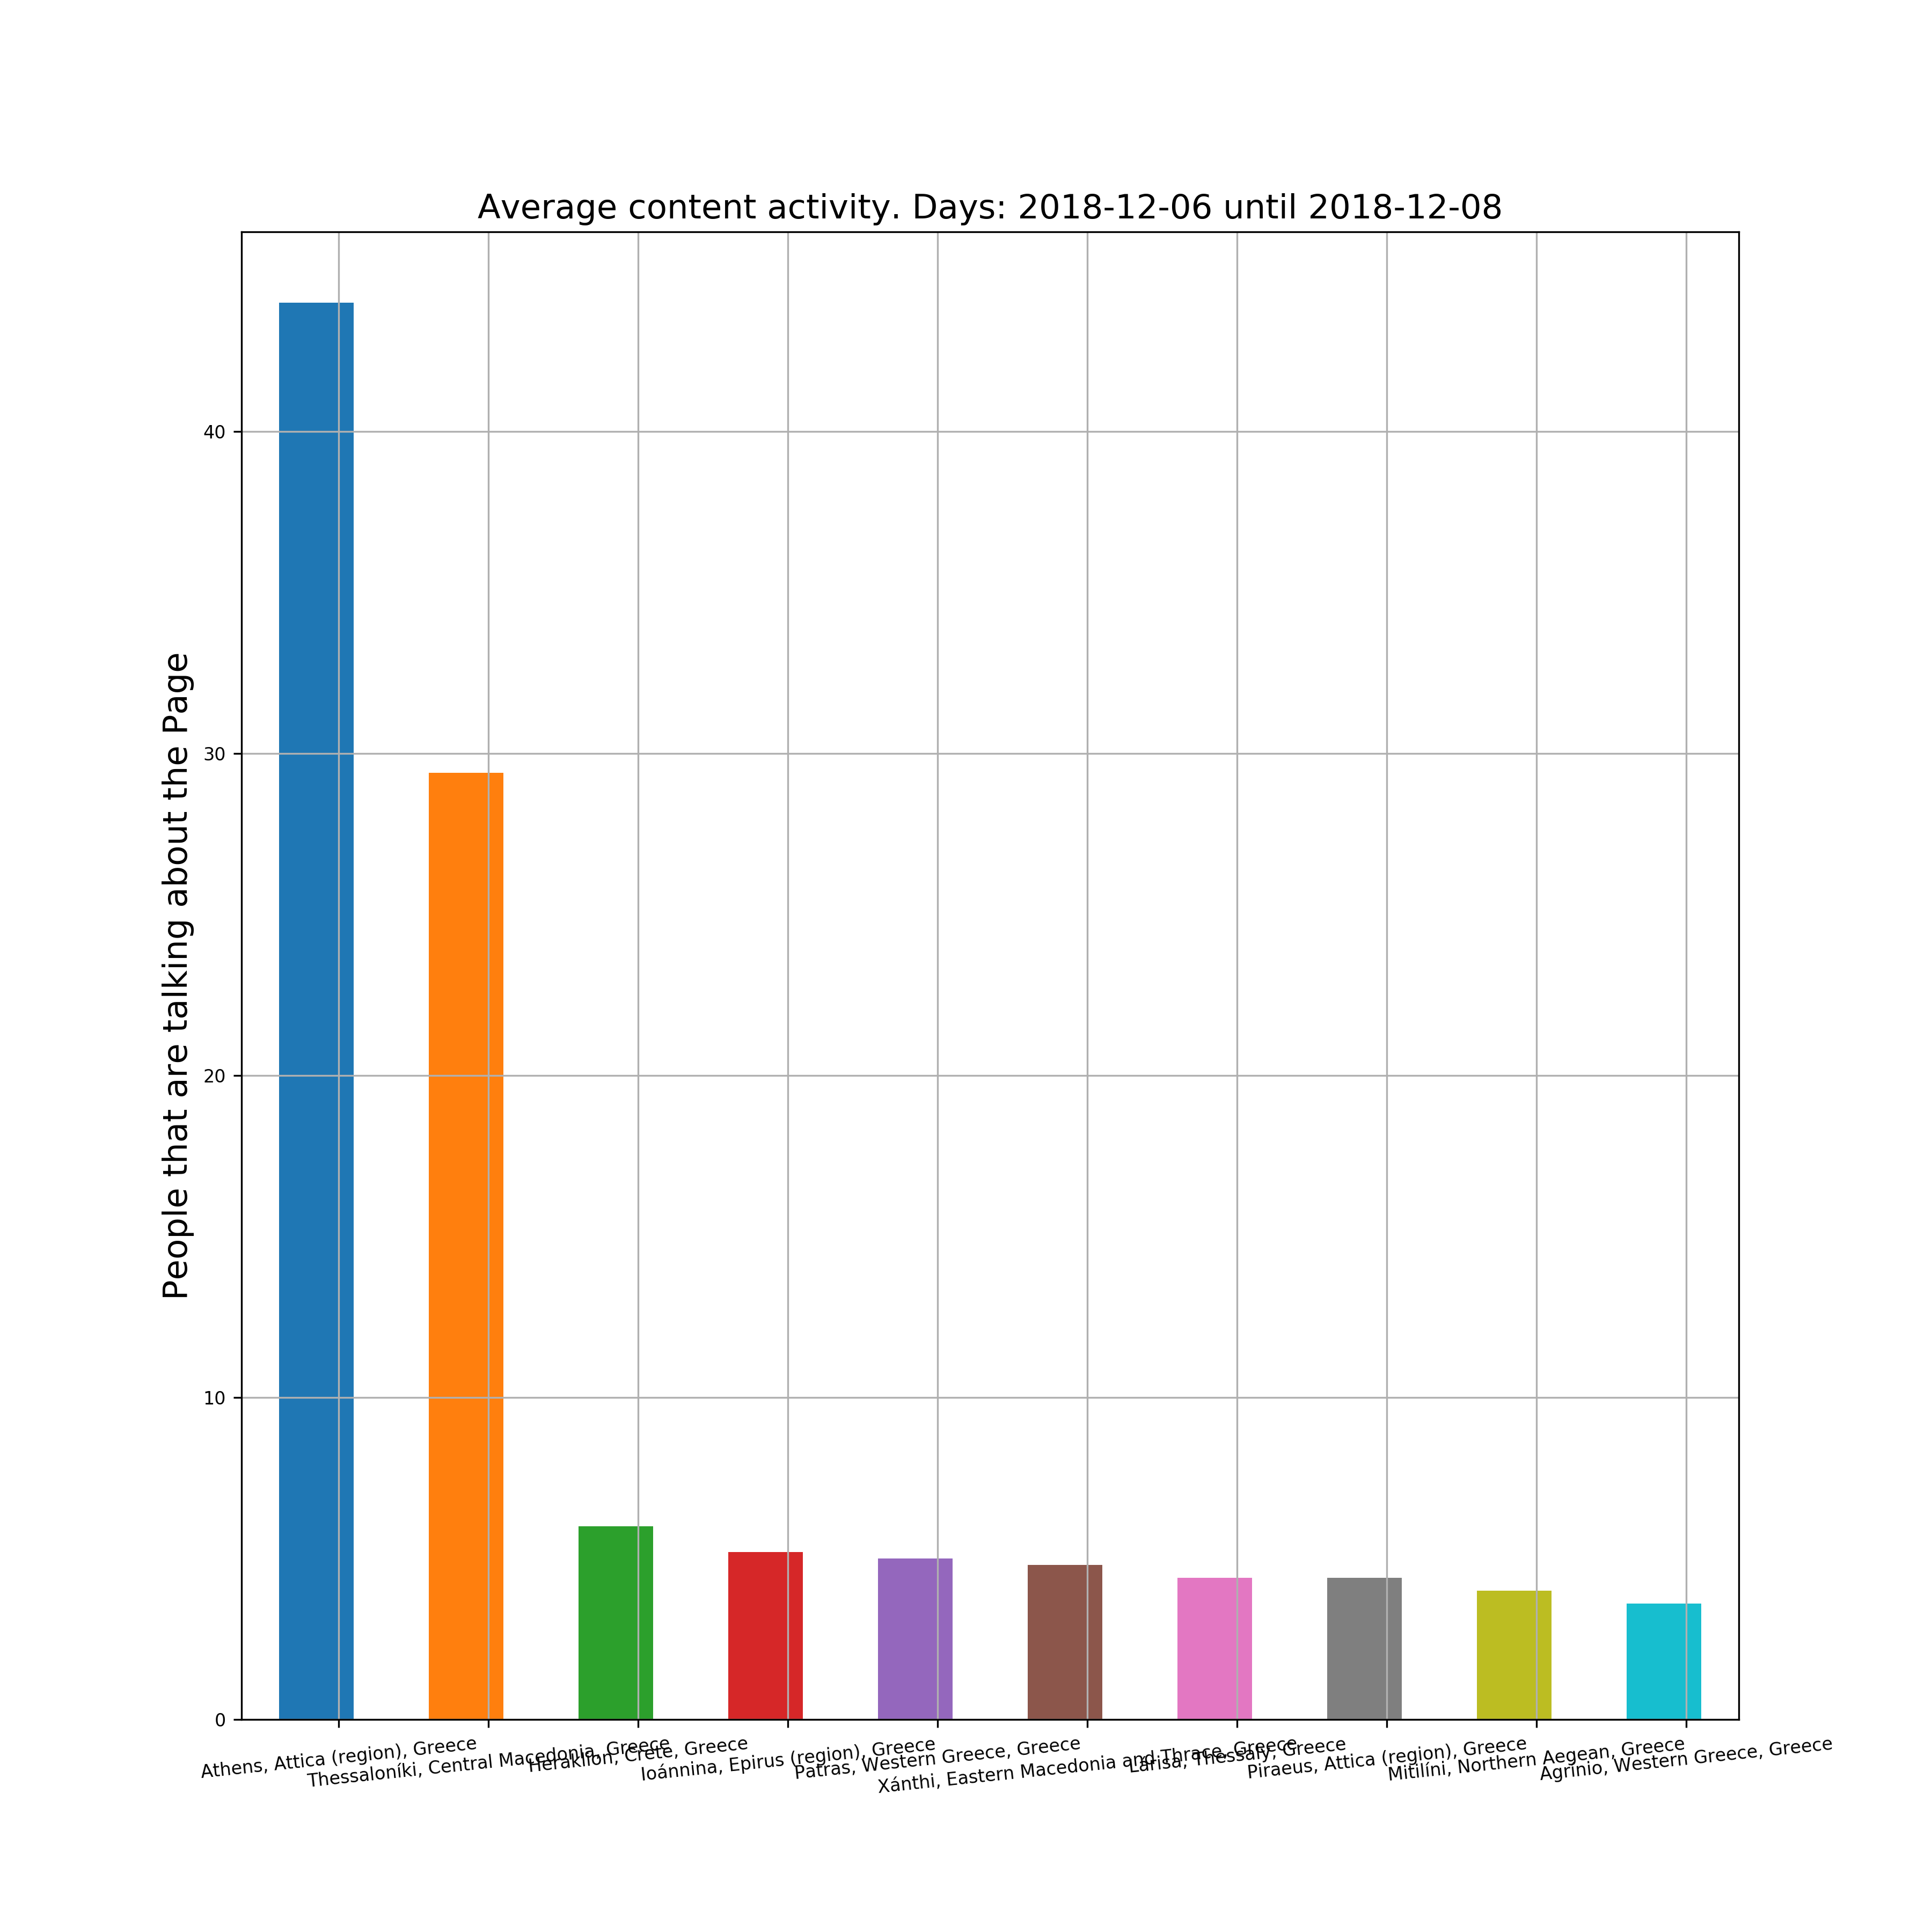 Average content activity. Days: 2018-12-06 until 2018-12-08
People that are talking about the Page
40
30
20
10
0
Athens, Attica (region), Greece
Thessaloníki, Central Macedonia, Greece
Heraklion, Crete, Greece
Ioánnina, Epirus (region), Greece
Patras, Western Greece, Greece
Xánthi, Eastern Macedonia and Thrace, Greece
Lárisa, Thessaly, Greece
Piraeus, Attica (region), Greece
Mitilíni, Northern Aegean, Greece
Agrínio, Western Greece, Greece